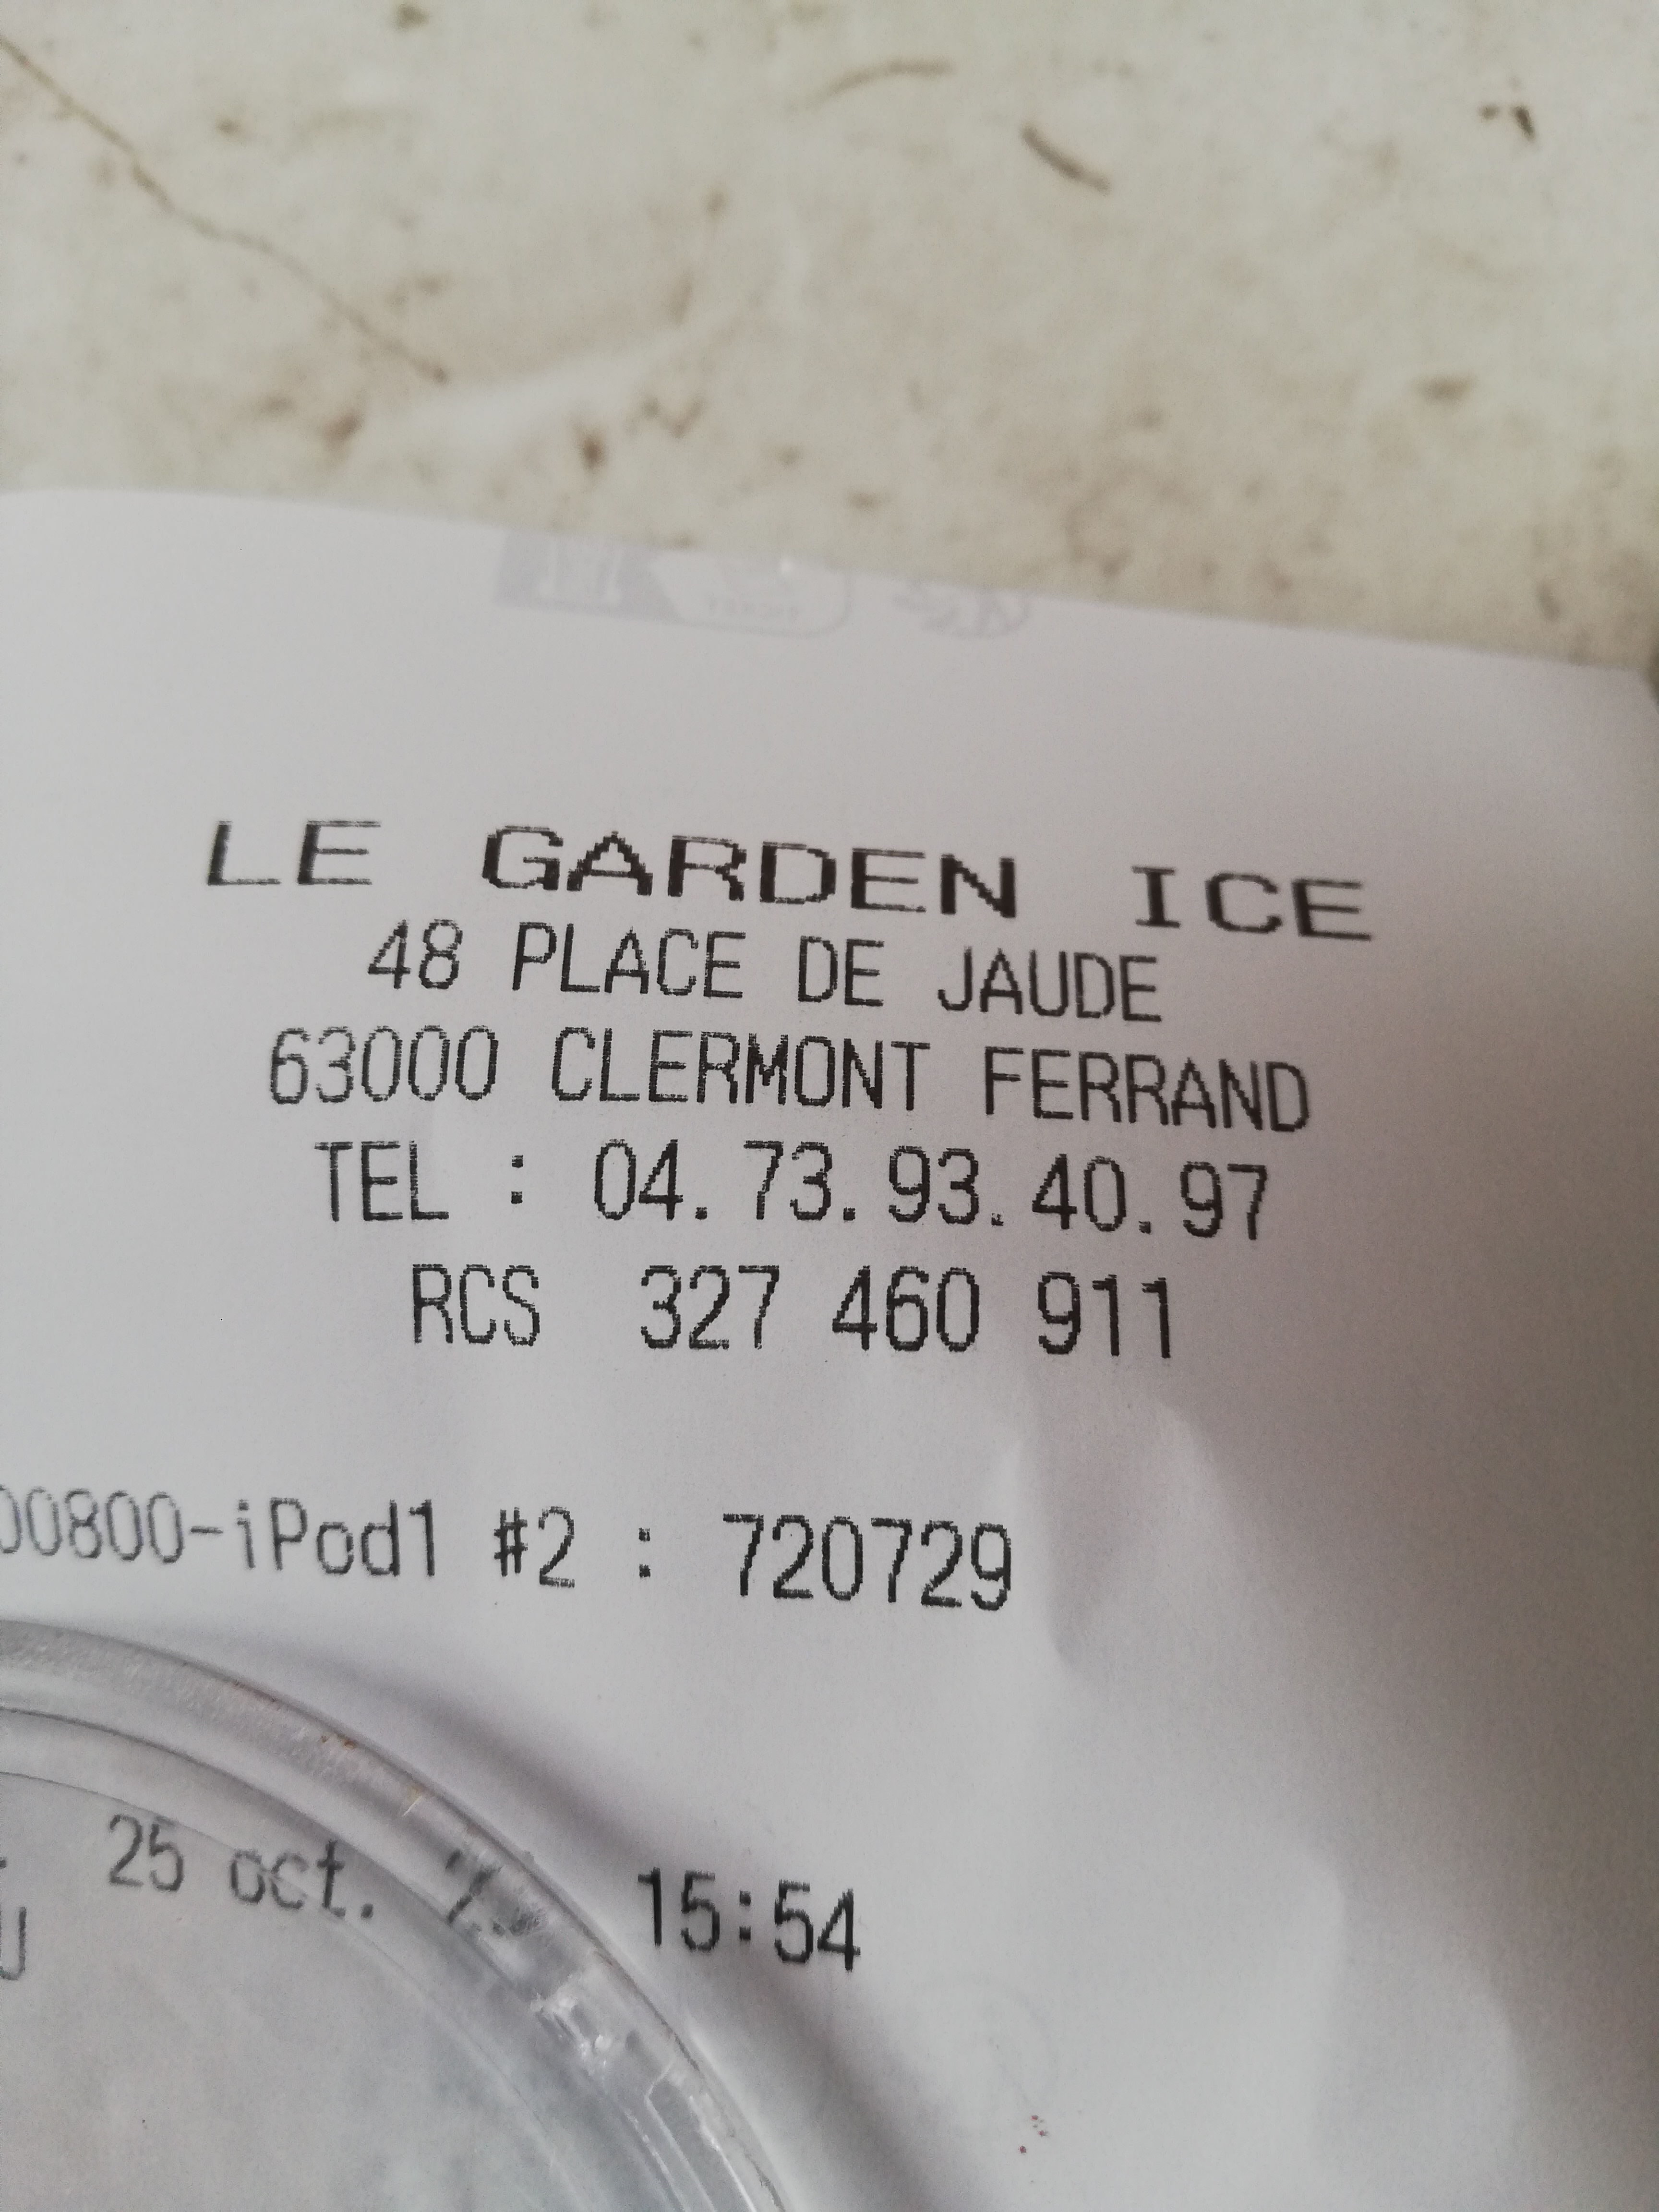 LE GARDEN ICE
48 PLACE DE JAUDE
63000 CLERMONT FERRAND
TEL : 04.73.93.40.97
RCS 327 460 911
00800-iPod1 #2 : 720729
25 oct. 15:54
U